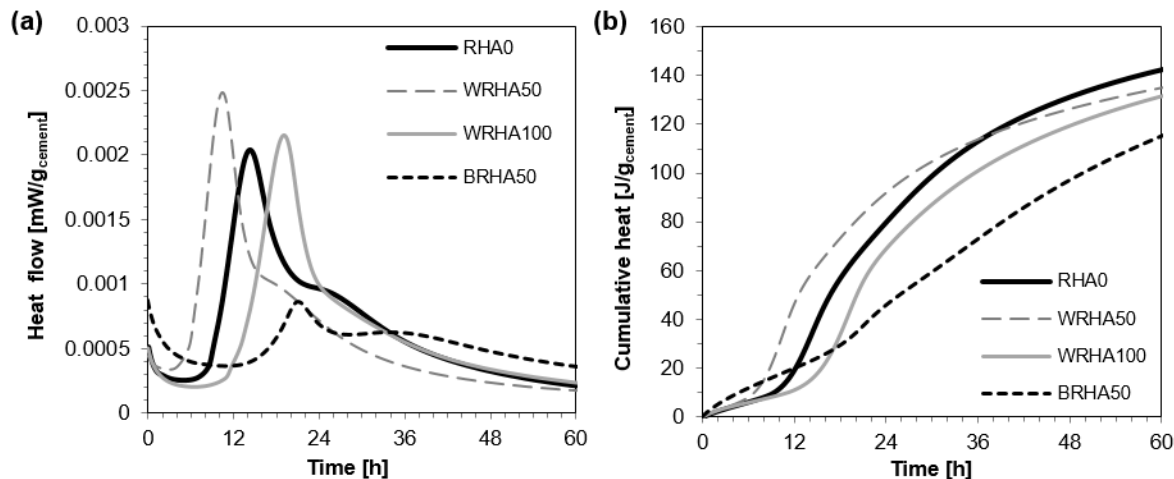 (a)
Heat flow [mW/gcement]
0.003
0.0025
0.002
0.0015
0.001
0.0005
0
RHA0
WRHA50
WRHA100
BRHA50
0 12 24 36 48 60
Time [h]
(b)
Cumulative heat [J/gcement]
160
140
120
100
80
60
40
20
0
RHA0
WRHA50
WRHA100
BRHA50
0 12 24 36 48 60
Time [h]